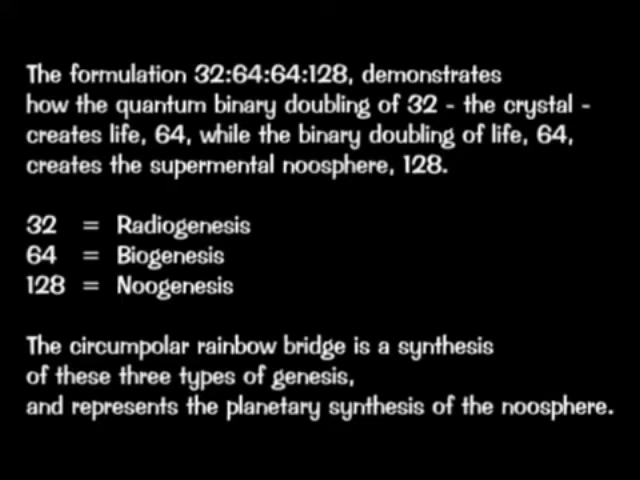 The formulation 32:64:64:128, demonstrates
how the quantum binary doubling of 32 - the crystal -
creates life, 64, while the binary doubling of life, 64,
creates the supermental noosphere, 128.
32 = Radiogenesis
64 = Biogenesis
128 = Noogenesis
The circumpolar rainbow bridge is a synthesis
of these three types of genesis,
and represents the planetary synthesis of the noosphere.